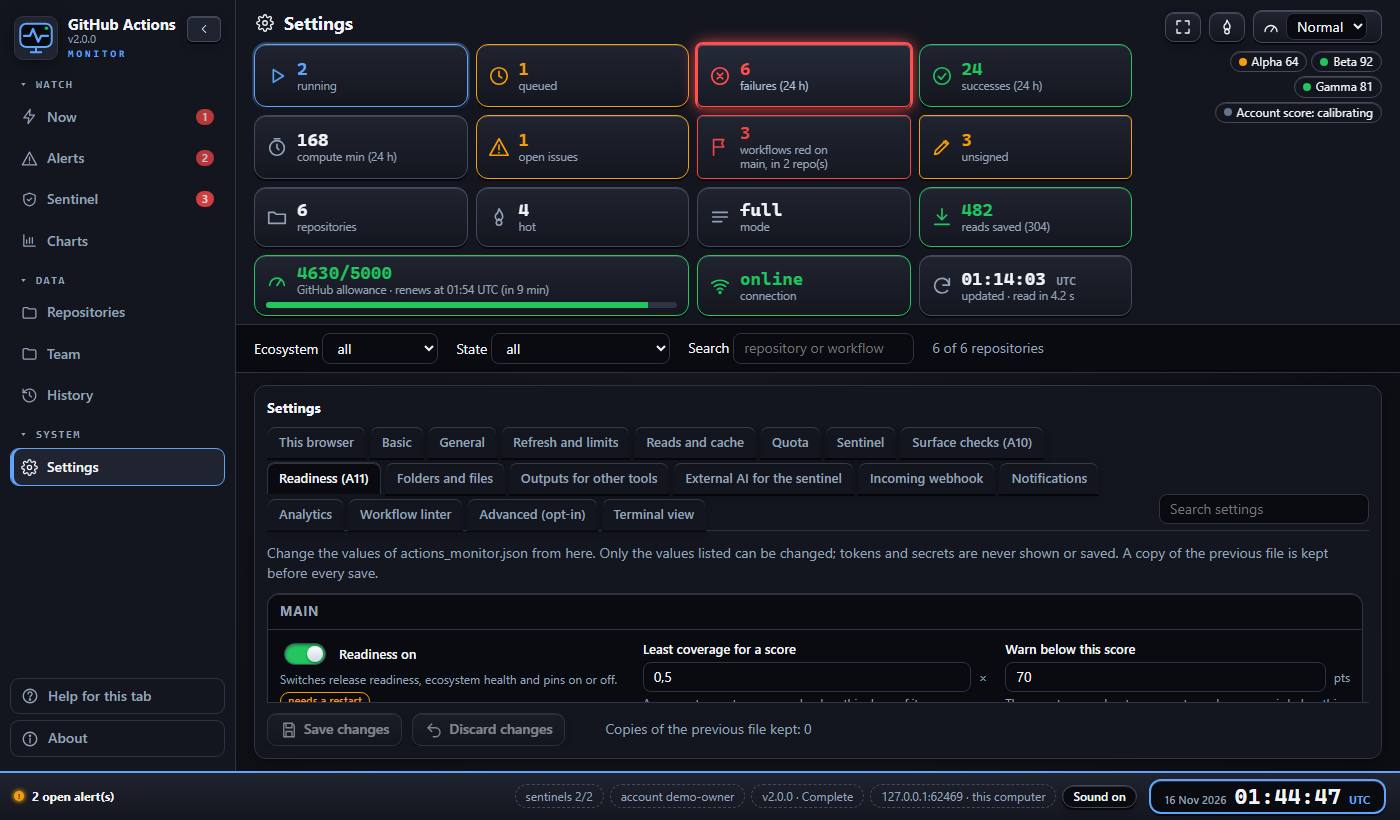 GitHub Actions
v2.0.0
MONITOR
WATCH
Now 1
Alerts 2
Sentinel 3
Charts
DATA
Repositories
Team
History
SYSTEM
Settings
Help for this tab
About
Settings
Normal
Alpha 64
Beta 92
Gamma 81
Account score: calibrating
2
running
1
queued
6
failures (24 h)
24
successes (24 h)
168
compute min (24 h)
1
open issues
3
workflows red on
main, in 2 repo(s)
3
unsigned
6
repositories
4
hot
full
mode
482
reads saved (304)
4630/5000
GitHub allowance · renews at 01:54 UTC (in 9 min)
online
connection
01:14:03 UTC
updated · read in 4.2 s
Ecosystem all State all Search repository or workflow 6 of 6 repositories
Settings
This browser Basic General Refresh and limits Reads and cache Quota Sentinel Surface checks (A10)
Readiness (A11) Folders and files Outputs for other tools External AI for the sentinel Incoming webhook Notifications
Analytics Workflow linter Advanced (opt-in) Terminal view
Search settings
Change the values of actions_monitor.json from here. Only the values listed can be changed; tokens and secrets are never shown or saved. A copy of the previous file is kept
before every save.
MAIN
Readiness on
Switches release readiness, ecosystem health and pins on or off.
needs a restart
Least coverage for a score
0,5 ×
Warn below this score
70 pts
Save changes Discard changes Copies of the previous file kept: 0
2 open alert(s)
sentinels 2/2
account demo-owner
v2.0.0 · Complete
127.0.0.1:62469 · this computer
Sound on
16 Nov 2026 01:44:47 UTC